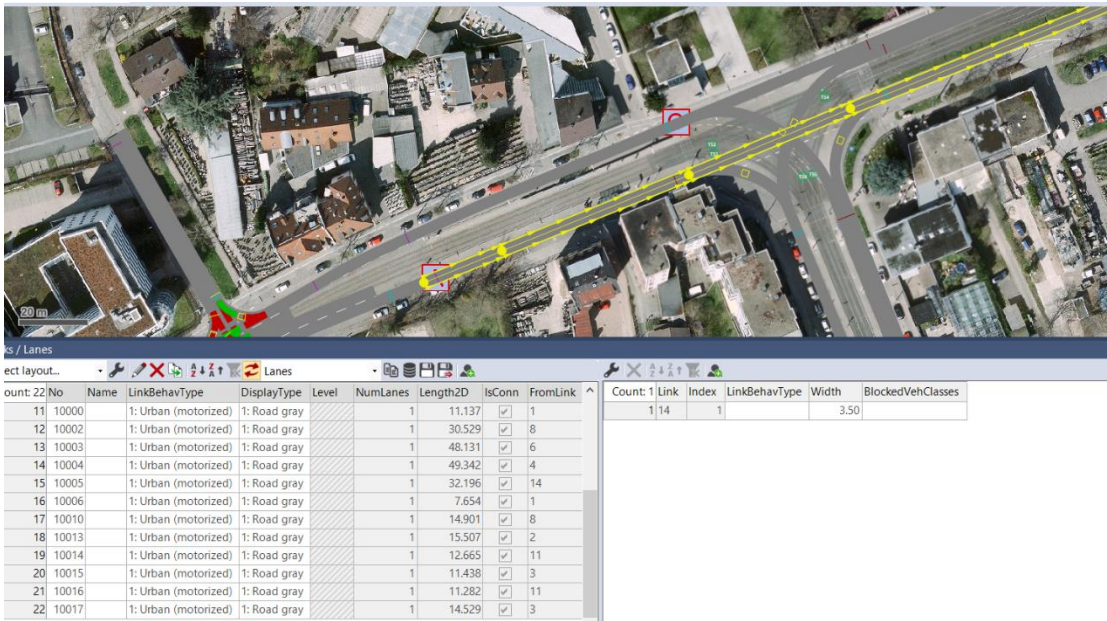 20 m
ks / Lanes
ect layout... Lanes
ount: 22 No Name LinkBehavType DisplayType Level NumLanes Length2D IsConn FromLink
11 10000 1: Urban (motorized) 1: Road gray 1 11.137 1
12 10002 1: Urban (motorized) 1: Road gray 1 30.529 8
13 10003 1: Urban (motorized) 1: Road gray 1 48.131 6
14 10004 1: Urban (motorized) 1: Road gray 1 49.342 4
15 10005 1: Urban (motorized) 1: Road gray 1 32.196 14
16 10006 1: Urban (motorized) 1: Road gray 1 7.654 1
17 10010 1: Urban (motorized) 1: Road gray 1 14.901 8
18 10013 1: Urban (motorized) 1: Road gray 1 15.507 2
19 10014 1: Urban (motorized) 1: Road gray 1 12.665 11
20 10015 1: Urban (motorized) 1: Road gray 1 11.438 3
21 10016 1: Urban (motorized) 1: Road gray 1 11.282 11
22 10017 1: Urban (motorized) 1: Road gray 1 14.529 3
Count: 1 Link Index LinkBehavType Width BlockedVehClasses
1 14 1 3.50